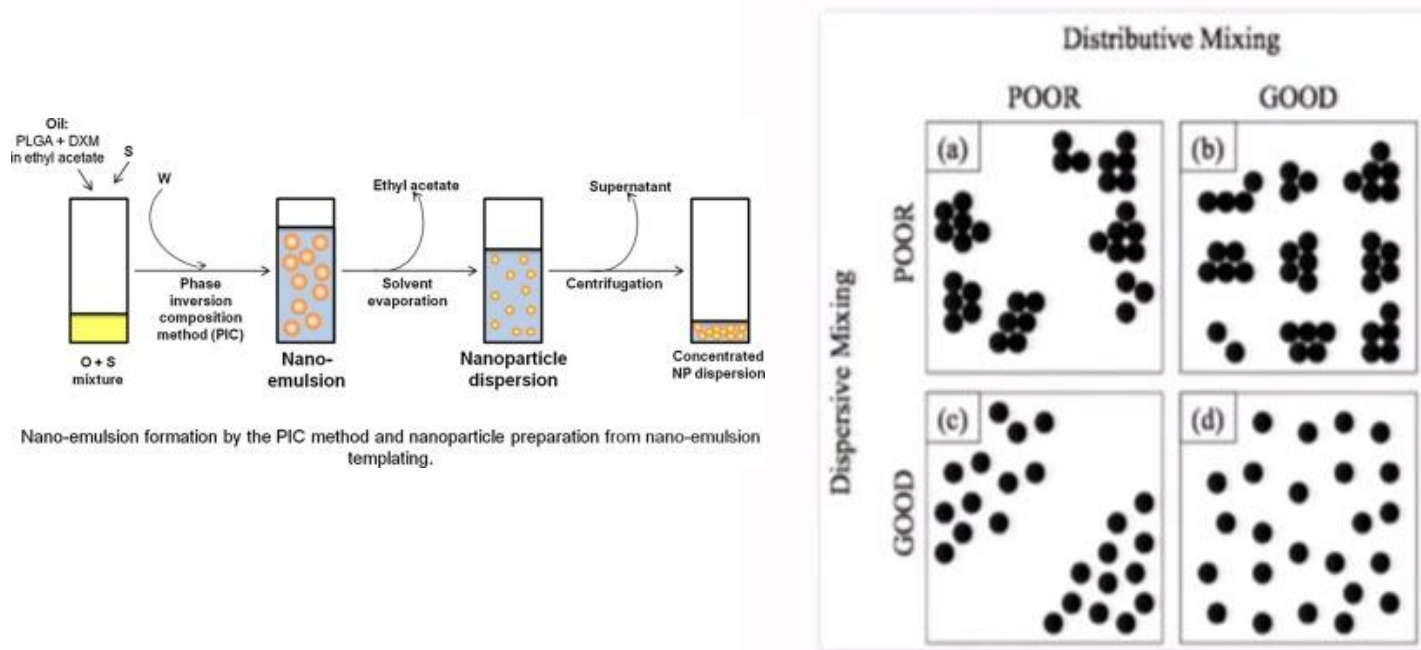 Oil:
PLGA + DXM
in ethyl acetate
S
W
O + S
mixture
Phase
inversion
composition
method (PIC)
Nano-
emulsion
Ethyl acetate
Solvent
evaporation
Nanoparticle
dispersion
Supernatant
Centrifugation
Concentrated
NP dispersion
Nano-emulsion formation by the PIC method and nanoparticle preparation from nano-emulsion
templating.
Distributive Mixing
POOR
GOOD
Dispersive Mixing
POOR
(a)
(b)
GOOD
(c)
(d)